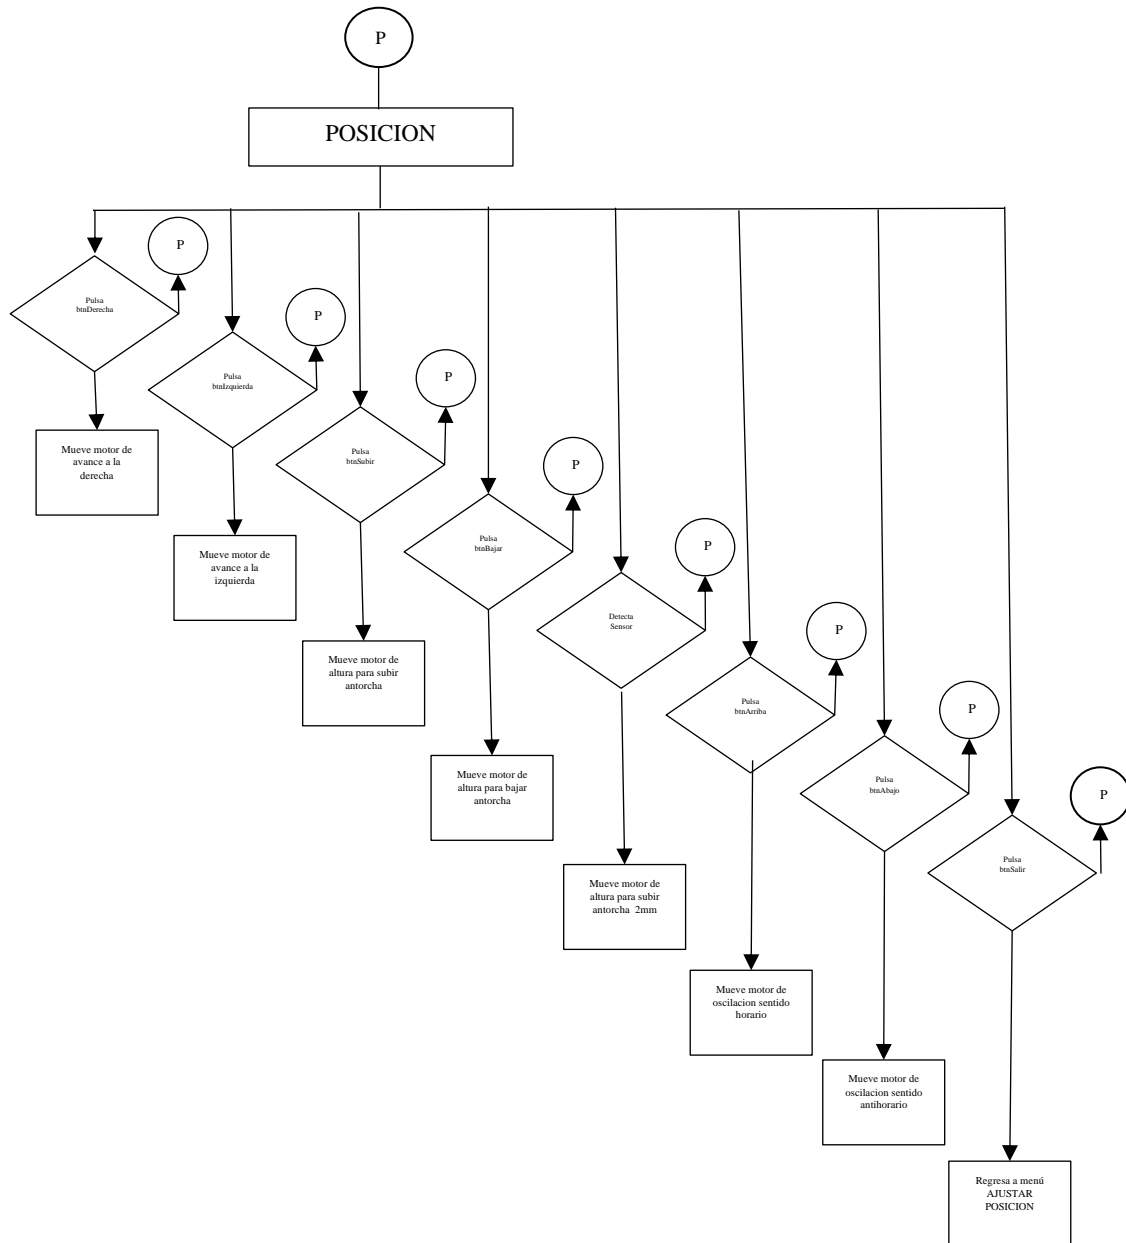 P
POSICION
P
Pulsa
btnDerecha
Mueve motor de
avance a la
derecha
P
Pulsa
btnIzquierda
Mueve motor de
avance a la
izquierda
P
Pulsa
btnSubir
Mueve motor de
altura para subir
antorcha
P
Pulsa
btnBajar
Mueve motor de
altura para bajar
antorcha
P
Detecta
Sensor
Mueve motor de
altura para subir
antorcha 2mm
P
Pulsa
btnArriba
Mueve motor de
oscilacion sentido
horario
P
Pulsa
btnAbajo
Mueve motor de
oscilacion sentido
antihorario
P
Pulsa
btnSalir
Regresa a menú
AJUSTAR
POSICION